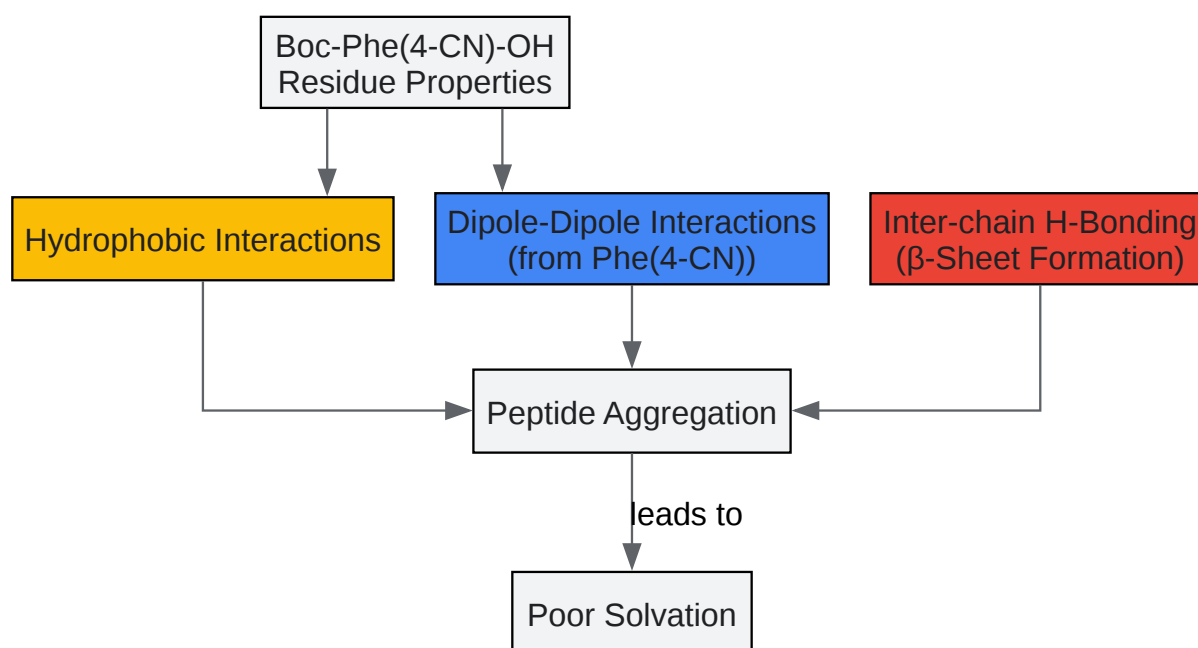 Boc-Phe(4-CN)-OH
Residue Properties
Hydrophobic Interactions
Dipole-Dipole Interactions
(from Phe(4-CN))
Inter-chain H-Bonding
(β-Sheet Formation)
Peptide Aggregation
leads to
Poor Solvation